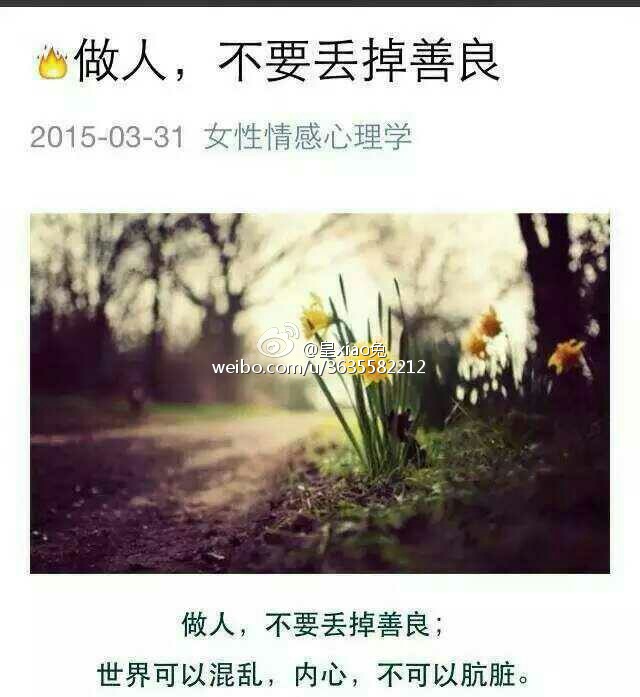 🔥做人，不要丢掉善良
2015-03-31 女性情感心理学
@皇xiao兔
weibo.com/u/3635582212
做人，不要丢掉善良；
世界可以混乱，内心，不可以肮脏。